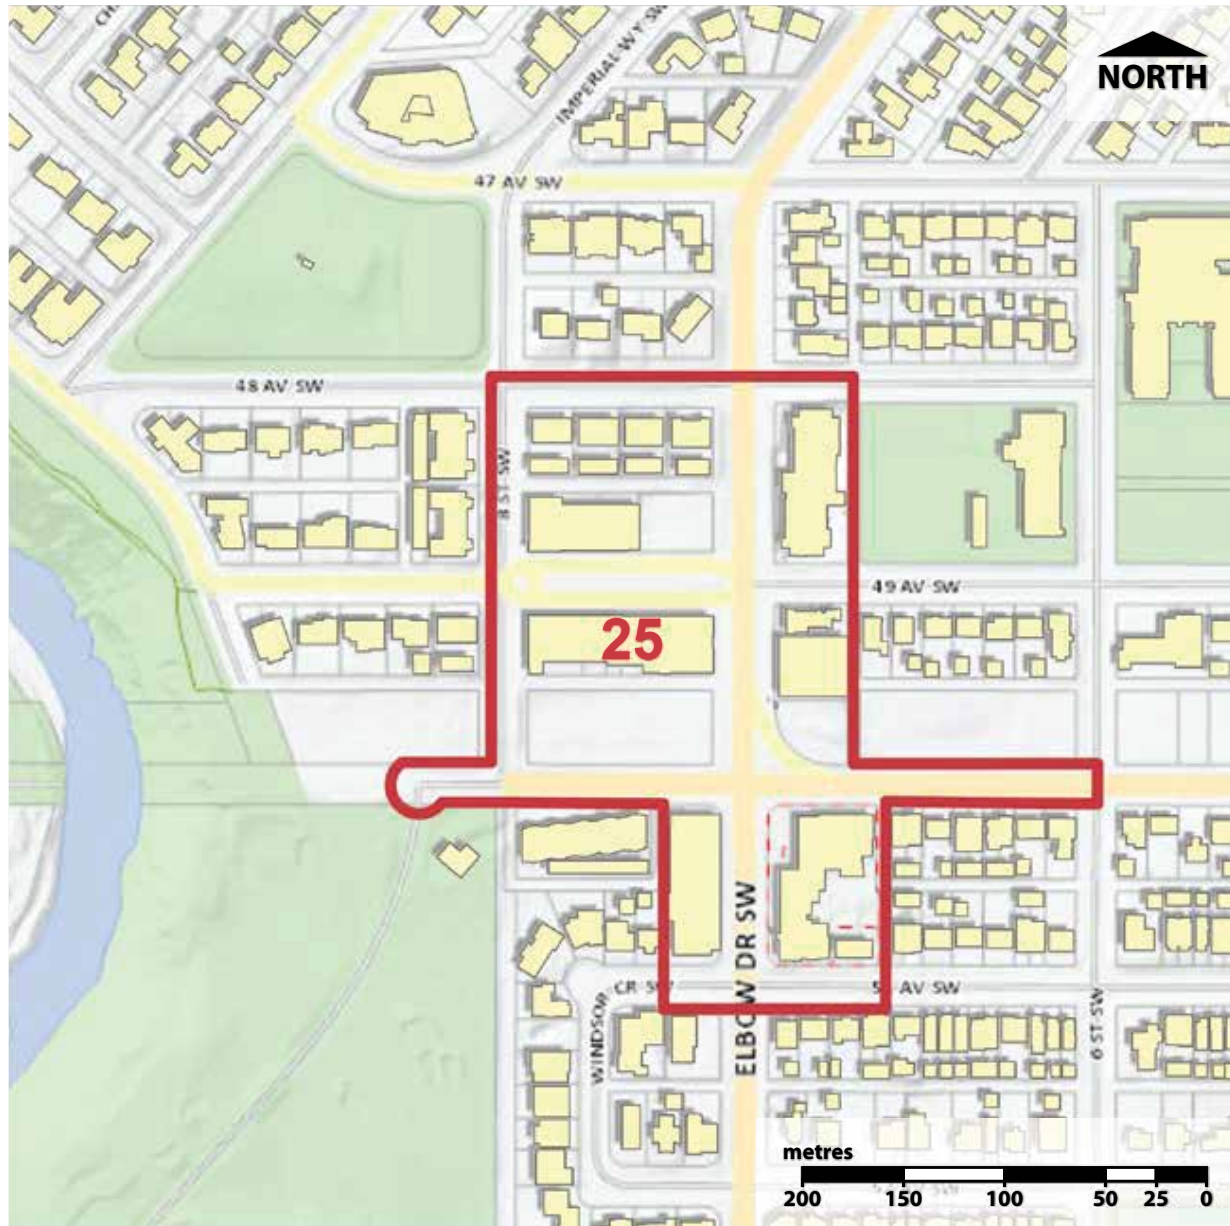 IMPERIAL WY SW
NORTH
47 AV SW
48 AV SW
8 ST SW
49 AV SW
25
ELBOW DR SW
CR SW
AV SW
WINDSOR
6 ST SW
metres
200 150 100 50 25 0